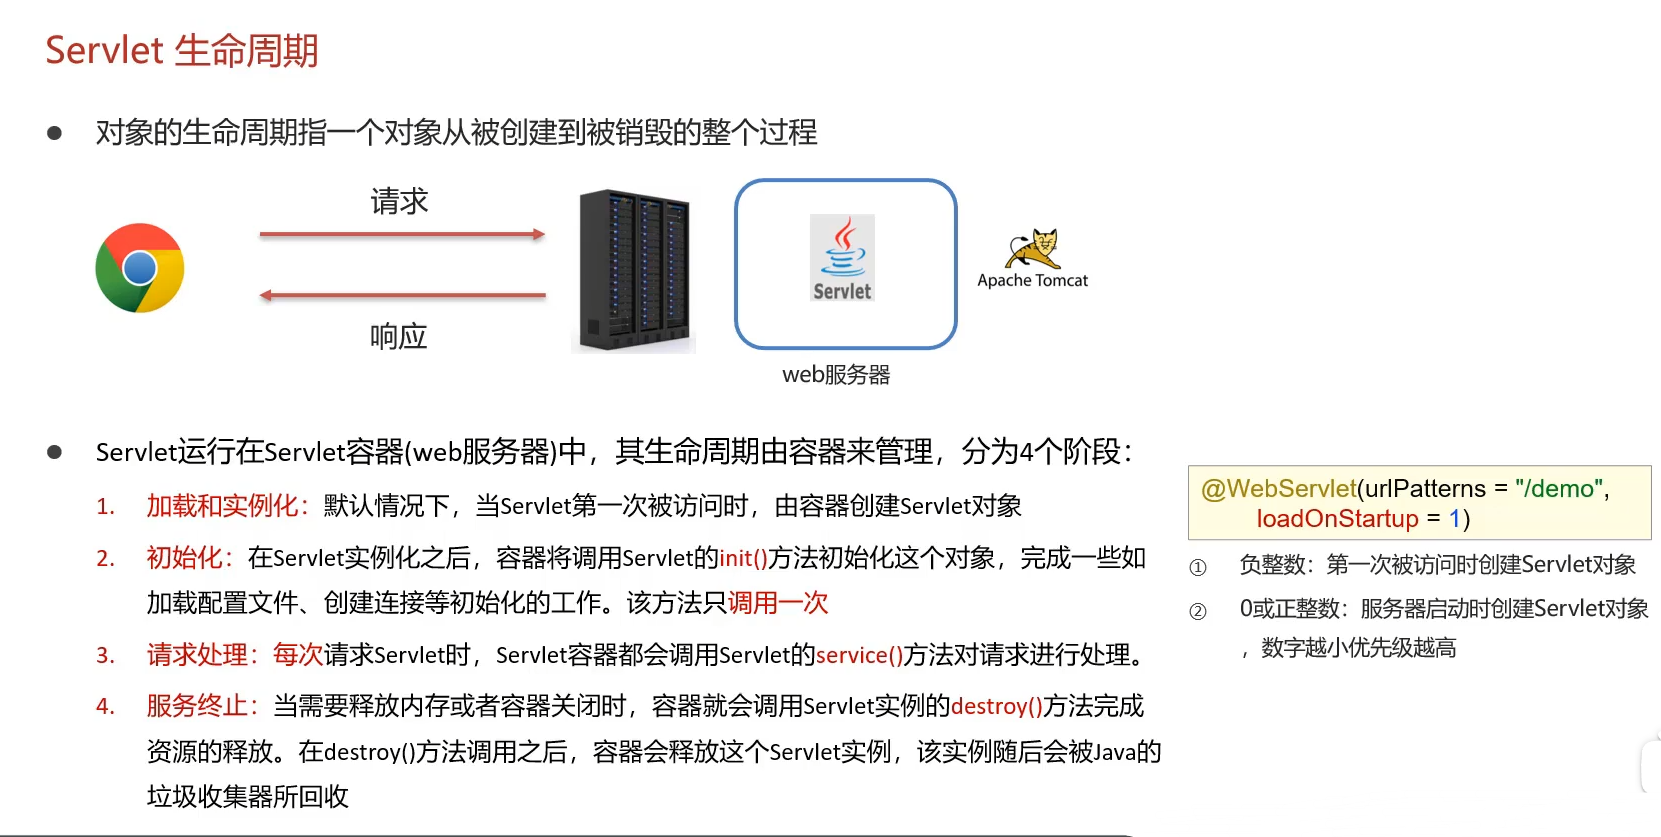 Servlet 生命周期
● 对象的生命周期指一个对象从被创建到被销毁的整个过程
请求
响应
Servlet
Apache Tomcat
web服务器
● Servlet运行在Servlet容器(web服务器)中，其生命周期由容器来管理，分为4个阶段：
1. 加载和实例化：默认情况下，当Servlet第一次被访问时，由容器创建Servlet对象
2. 初始化：在Servlet实例化之后，容器将调用Servlet的init()方法初始化这个对象，完成一些如
加载配置文件、创建连接等初始化的工作。该方法只调用一次
3. 请求处理：每次请求Servlet时，Servlet容器都会调用Servlet的service()方法对请求进行处理。
4. 服务终止：当需要释放内存或者容器关闭时，容器就会调用Servlet实例的destroy()方法完成
资源的释放。在destroy()方法调用之后，容器会释放这个Servlet实例，该实例随后会被Java的
垃圾收集器所回收
@WebServlet(urlPatterns = "/demo",
loadOnStartup = 1)
① 负整数：第一次被访问时创建Servlet对象
② 0或正整数：服务器启动时创建Servlet对象
，数字越小优先级越高